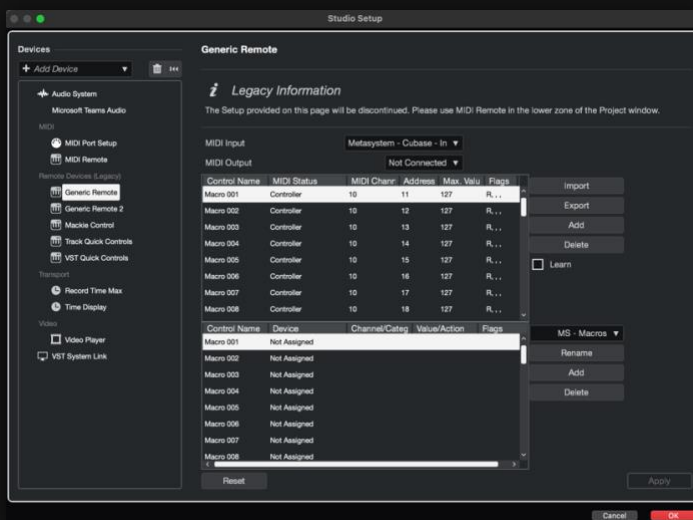 Studio Setup
Devices
+ Add Device
Audio System
Microsoft Teams Audio
MIDI
MIDI Port Setup
MIDI Remote
Remote Devices (Legacy)
Generic Remote
Generic Remote 2
Mackie Control
Track Quick Controls
VST Quick Controls
Transport
Record Time Max
Time Display
Video
Video Player
VST System Link
Generic Remote
i Legacy Information
The Setup provided on this page will be discontinued. Please use MIDI Remote in the lower zone of the Project window.
MIDI Input Metasystem - Cubase - In
MIDI Output Not Connected
Control Name MIDI Status MIDI Chanr Address Max. Valu Flags
Macro 001 Controller 10 11 127 R, , ,
Macro 002 Controller 10 12 127 R, , ,
Macro 003 Controller 10 13 127 R, , ,
Macro 004 Controller 10 14 127 R, , ,
Macro 005 Controller 10 15 127 R, , ,
Macro 006 Controller 10 16 127 R, , ,
Macro 007 Controller 10 17 127 R, , ,
Macro 008 Controller 10 18 127 R, , ,
Import
Export
Add
Delete
Learn
Control Name Device Channel/Categ Value/Action Flags
Macro 001 Not Assigned
Macro 002 Not Assigned
Macro 003 Not Assigned
Macro 004 Not Assigned
Macro 005 Not Assigned
Macro 006 Not Assigned
Macro 007 Not Assigned
Macro 008 Not Assigned
MS - Macros
Rename
Add
Delete
Reset
Apply
Cancel
OK